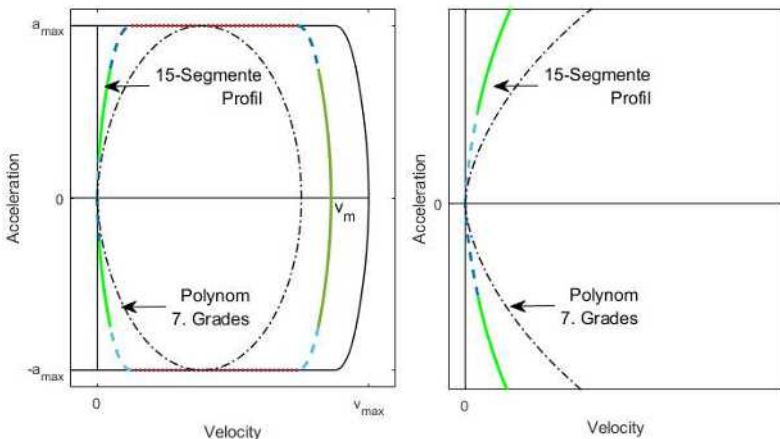 a_max
15-Segmente
Profil
Acceleration
0
v_m
Polynom
7. Grades
-a_max
0
v_max
Velocity
15-Segmente
Profil
Acceleration
0
Polynom
7. Grades
0
Velocity